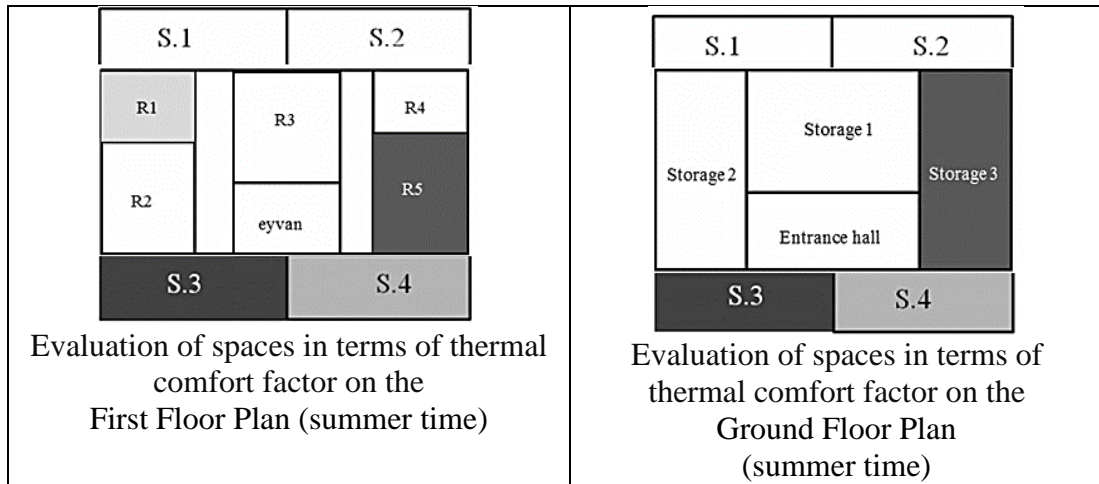 S.1
S.2
R1
R2
R3
eyvan
R4
R5
S.3
S.4
Evaluation of spaces in terms of thermal
comfort factor on the
First Floor Plan (summer time)
S.1
S.2
Storage 2
Storage 1
Entrance hall
Storage 3
S.3
S.4
Evaluation of spaces in terms of
thermal comfort factor on the
Ground Floor Plan
(summer time)